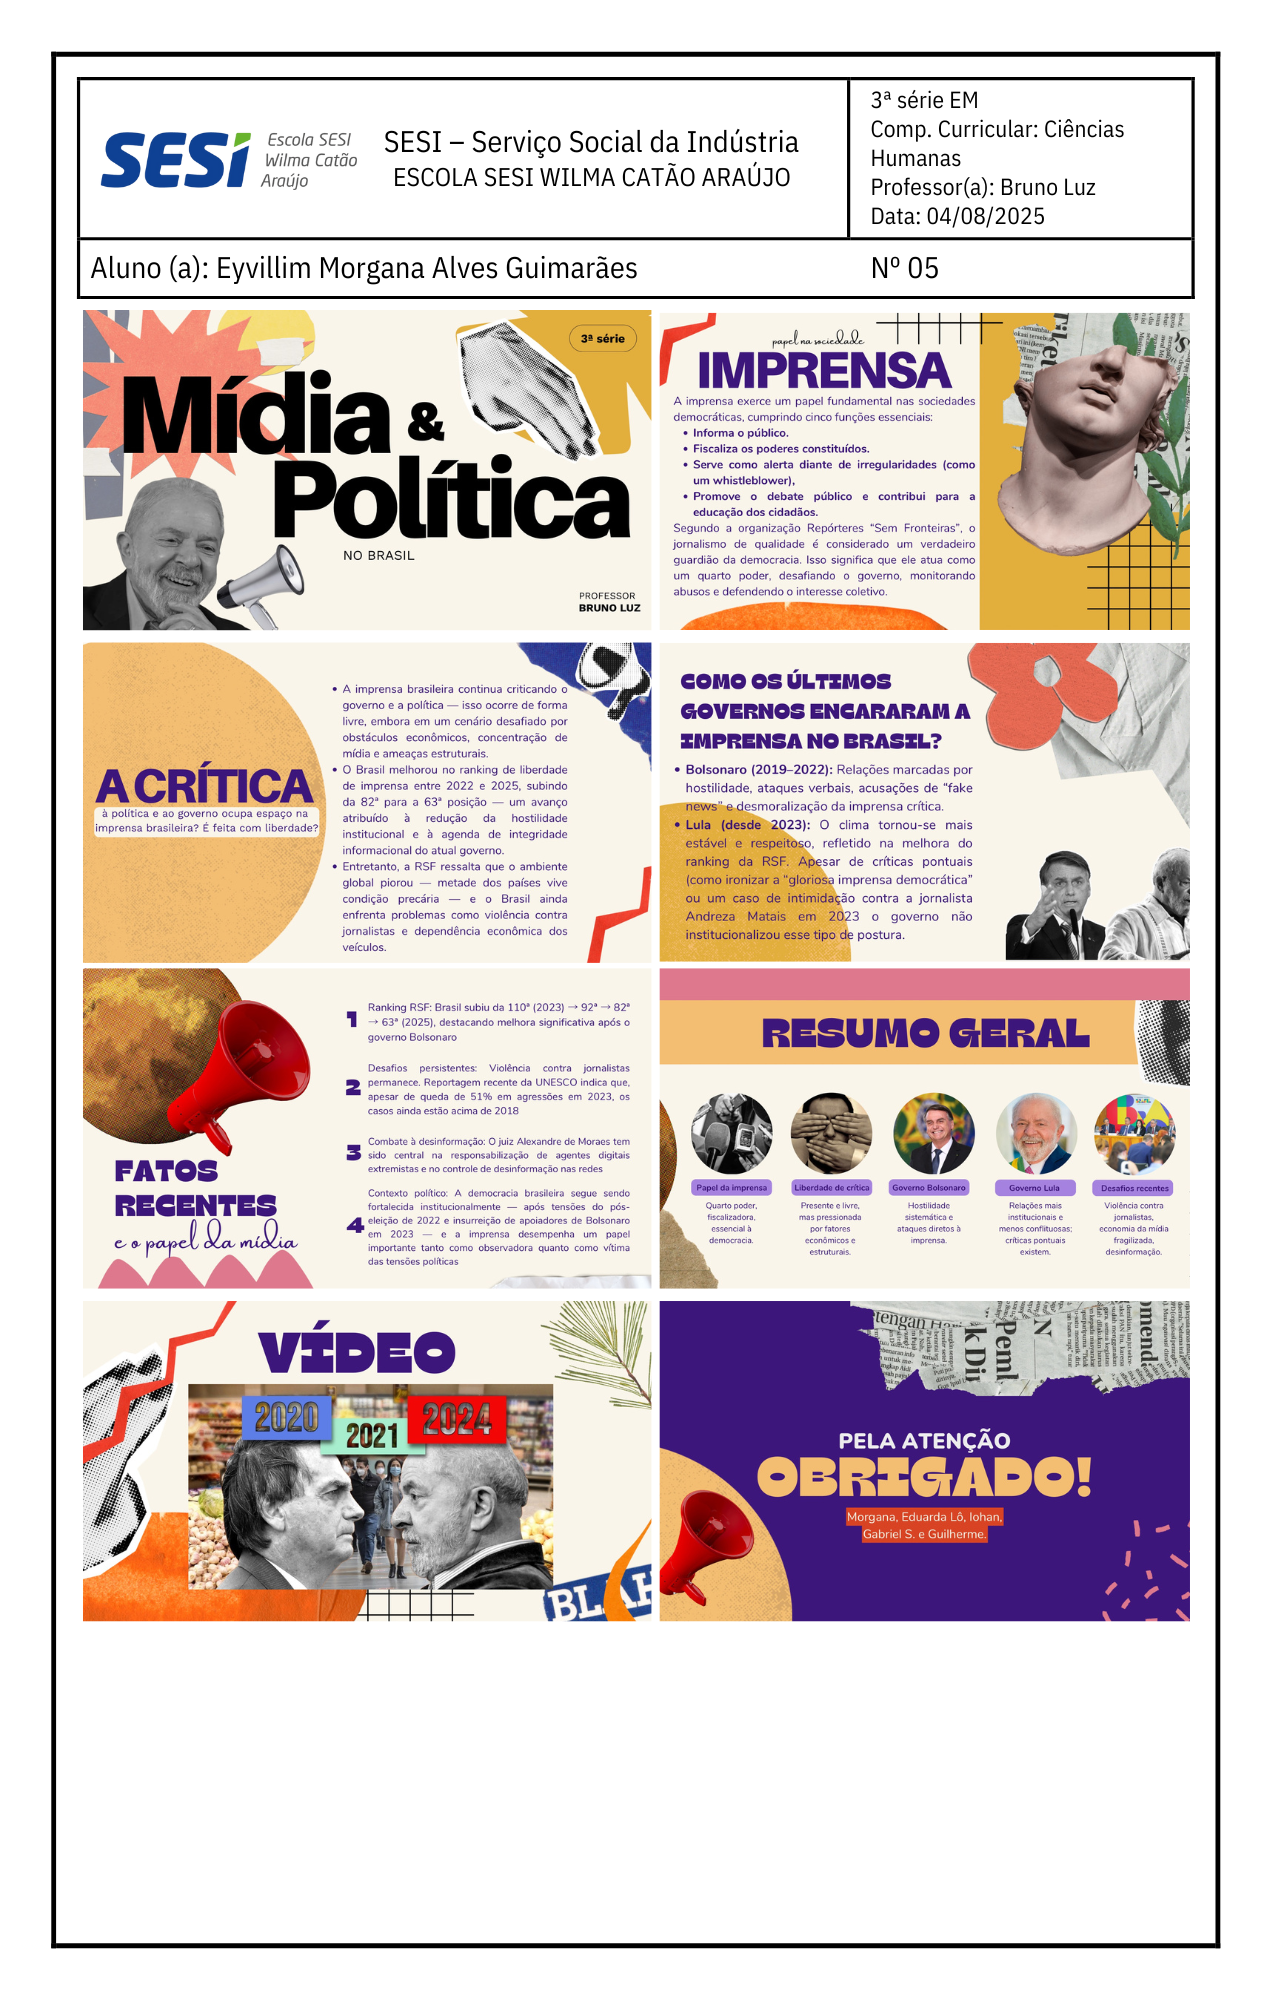 SESI
Escola SESI
Wilma Catão
Araújo
SESI – Serviço Social da Indústria
ESCOLA SESI WILMA CATÃO ARAÚJO
3ª série EM
Comp. Curricular: Ciências
Humanas
Professor(a): Bruno Luz
Data: 04/08/2025
Aluno (a): Eyvillim Morgana Alves Guimarães
Nº 05
3ª série
Mídia &
Política
NO BRASIL
PROFESSOR
BRUNO LUZ
papel na sociedade
IMPRENSA
A imprensa exerce um papel fundamental nas sociedades
democráticas, cumprindo cinco funções essenciais:
• Informa o público.
• Fiscaliza os poderes constituídos.
• Serve como alerta diante de irregularidades (como
um whistleblower),
• Promove o debate público e contribui para a
educação dos cidadãos.
Segundo a organização Repórteres “Sem Fronteiras”, o
jornalismo de qualidade é considerado um verdadeiro
guardião da democracia. Isso significa que ele atua como
um quarto poder, desafiando o governo, monitorando
abusos e defendendo o interesse coletivo.
A CRÍTICA
à política e ao governo ocupa espaço na
imprensa brasileira? É feita com liberdade?
• A imprensa brasileira continua criticando o
governo e a política — isso ocorre de forma
livre, embora em um cenário desafiado por
obstáculos econômicos, concentração de
mídia e ameaças estruturais.
• O Brasil melhorou no ranking de liberdade
de imprensa entre 2022 e 2025, subindo
da 82ª para a 63ª posição — um avanço
atribuído à redução da hostilidade
institucional e à agenda de integridade
informacional do atual governo.
• Entretanto, a RSF ressalta que o ambiente
global piorou — metade dos países vive
condição precária — e o Brasil ainda
enfrenta problemas como violência contra
jornalistas e dependência econômica dos
veículos.
COMO OS ÚLTIMOS
GOVERNOS ENCARARAM A
IMPRENSA NO BRASIL?
• Bolsonaro (2019–2022): Relações marcadas por
hostilidade, ataques verbais, acusações de “fake
news” e desmoralização da imprensa crítica.
• Lula (desde 2023): O clima tornou-se mais
estável e respeitoso, refletido na melhora do
ranking da RSF. Apesar de críticas pontuais
(como ironizar a “gloriosa imprensa democrática”
ou um caso de intimidação contra a jornalista
Andreza Matais em 2023 o governo não
institucionalizou esse tipo de postura.
FATOS
RECENTES
e o papel da mídia
1
Ranking RSF: Brasil subiu da 110ª (2023) → 92ª → 82ª
→ 63ª (2025), destacando melhora significativa após o
governo Bolsonaro
2
Desafios persistentes: Violência contra jornalistas
permanece. Reportagem recente da UNESCO indica que,
apesar de queda de 51% em agressões em 2023, os
casos ainda estão acima de 2018
3
Combate à desinformação: O juiz Alexandre de Moraes tem
sido central na responsabilização de agentes digitais
extremistas e no controle de desinformação nas redes
4
Contexto político: A democracia brasileira segue sendo
fortalecida institucionalmente — após tensões do pós-
eleição de 2022 e insurreição de apoiadores de Bolsonaro
em 2023 — e a imprensa desempenha um papel
importante tanto como observadora quanto como vítima
das tensões políticas
RESUMO GERAL
Papel da imprensa
Quarto poder,
fiscalizadora,
essencial à
democracia.
Liberdade de crítica
Presente e livre,
mas pressionada
por fatores
econômicos e
estruturais.
Governo Bolsonaro
Hostilidade
sistemática e
ataques diretos à
imprensa.
Governo Lula
Relações mais
institucionais e
menos conflituosas;
críticas pontuais
existem.
Desafios recentes
Violência contra
jornalistas,
economia da mídia
fragilizada,
desinformação.
VÍDEO
2020
2021
2024
BLAH
tengan Hari
k Di
Peml
N
omend
PELA ATENÇÃO
OBRIGADO!
Morgana, Eduarda Lô, Iohan,
Gabriel S. e Guilherme.